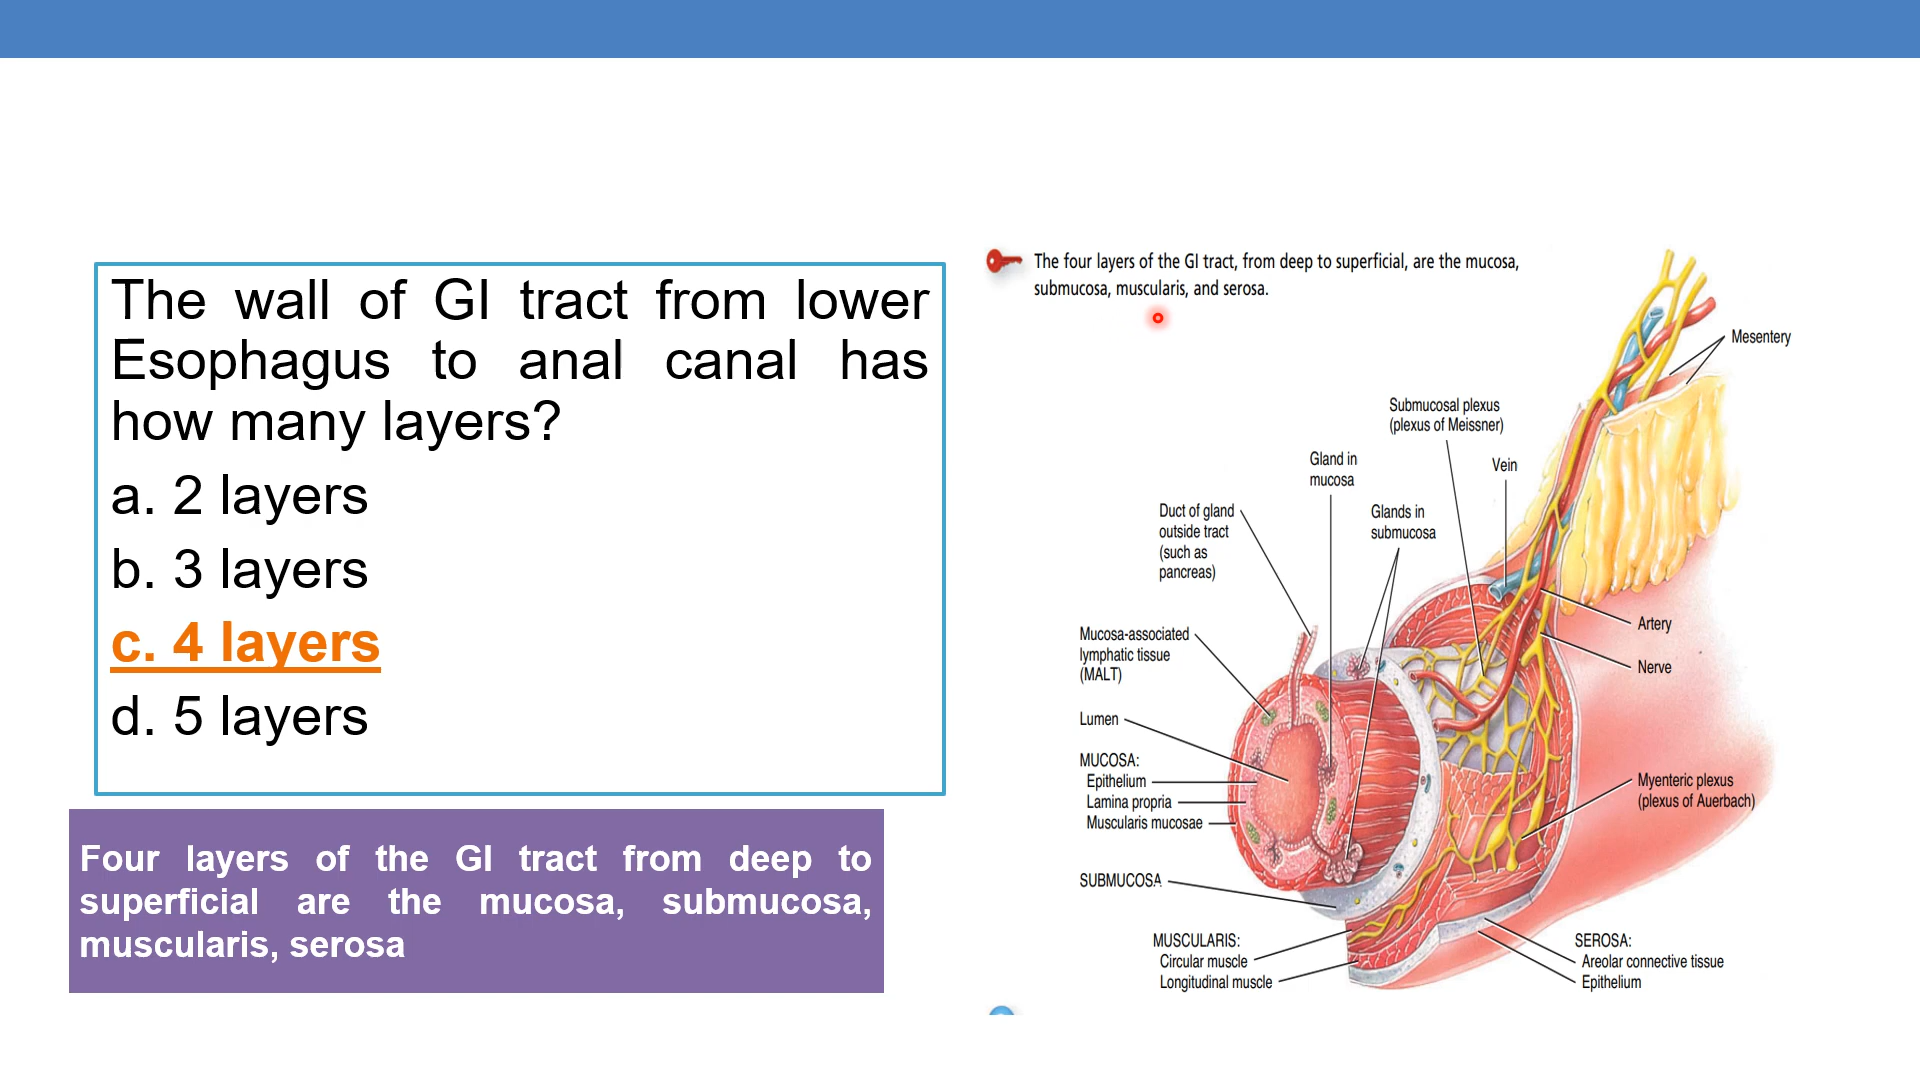 The wall of GI tract from lower
Esophagus to anal canal has
how many layers?
a. 2 layers
b. 3 layers
c. 4 layers
d. 5 layers
Four layers of the GI tract from deep to
superficial are the mucosa, submucosa,
muscularis, serosa
The four layers of the GI tract, from deep to superficial, are the mucosa,
submucosa, muscularis, and serosa.
Mesentery
Submucosal plexus
(plexus of Meissner)
Gland in
mucosa
Vein
Duct of gland
outside tract
(such as
pancreas)
Glands in
submucosa
Artery
Mucosa-associated
lymphatic tissue
(MALT)
Nerve
Lumen
MUCOSA:
Epithelium
Lamina propria
Muscularis mucosae
Myenteric plexus
(plexus of Auerbach)
SUBMUCOSA
MUSCULARIS:
Circular muscle
Longitudinal muscle
SEROSA:
Areolar connective tissue
Epithelium